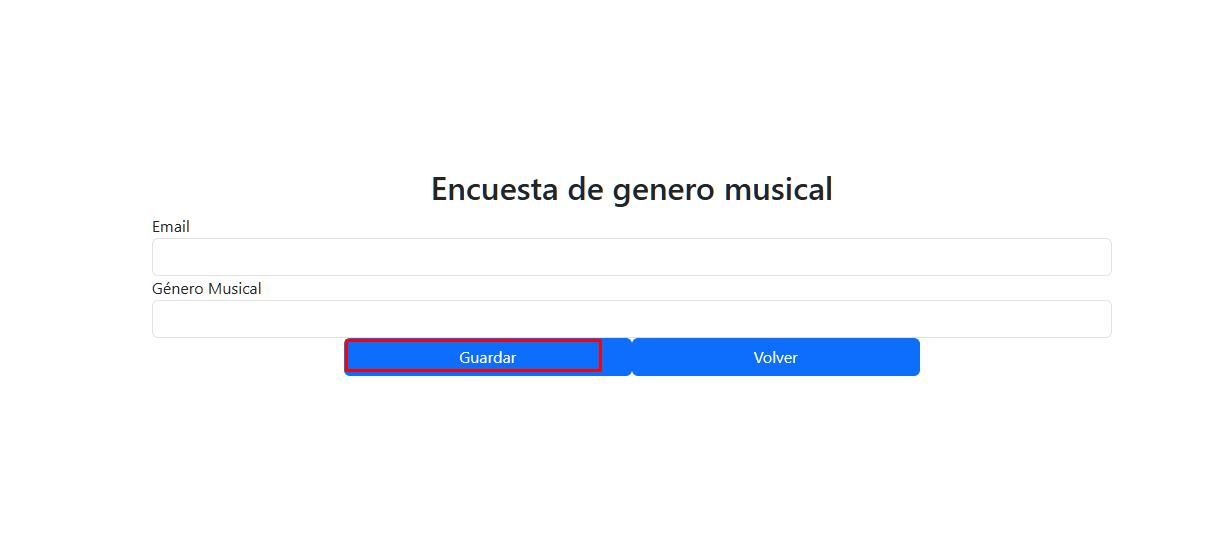 Encuesta de genero musical
Email
Género Musical
Guardar
Volver